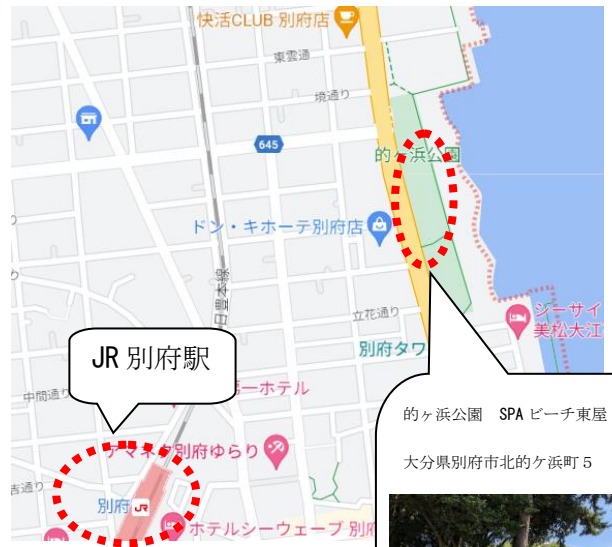 快活CLUB 別府店
東雲通
境通り
645
的ヶ浜公園
ドン・キホーテ別府店
日豊本線
立花通り
シーサイ
美松大江
別府タワ
JR 別府駅
中間通り
一ホテル
アマネク別府ゆらり
吉通り
別府
JR
ホテルシーウェーブ 別府
的ヶ浜公園 SPA ビーチ東屋
大分県別府市北的ケ浜町5